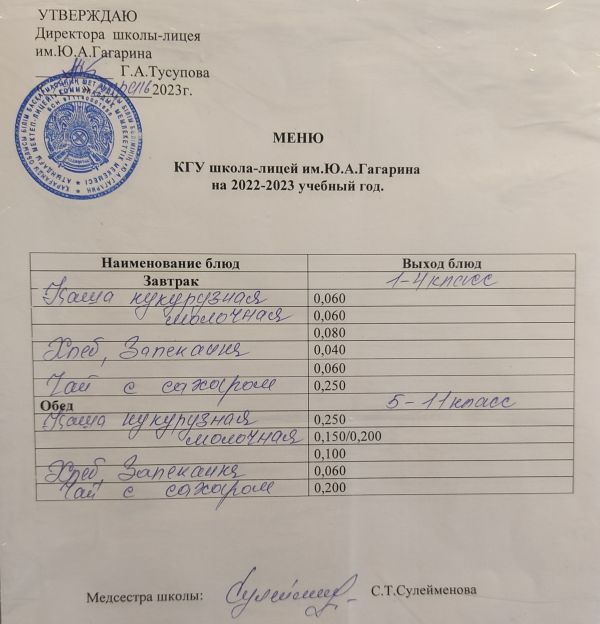 УТВЕРЖДАЮ
Директора школы-лицея
им.Ю.А.Гагарина
Г.А.Тусупова
апрель 2023г.
МЕНЮ
КГУ школа-лицей им.Ю.А.Гагарина
на 2022-2023 учебный год.
Наименование блюд Выход блюд
Завтрак 1-4 класс
Каша кукурузная 0,060
молочная 0,060
0,080
Хлеб, Запеканка 0,040
0,060
Чай с сахаром 0,250
Обед 5-11 класс
Каша кукурузная 0,250
молочная 0,150/0,200
0,100
Хлеб, Запеканка 0,060
Чай с сахаром 0,200
Медсестра школы: С.Т.Сулейменова